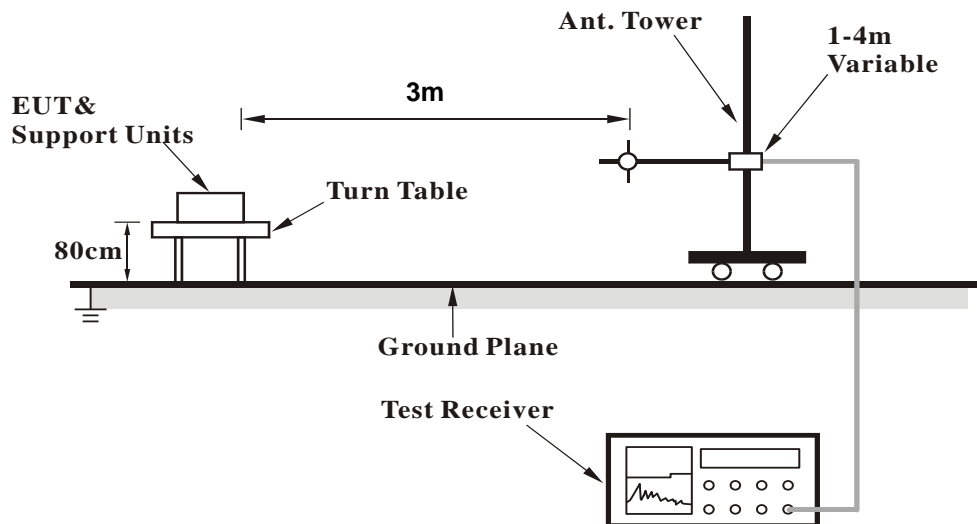 Ant. Tower
1-4m
Variable
3m
EUT&
Support Units
Turn Table
80cm
Ground Plane
Test Receiver